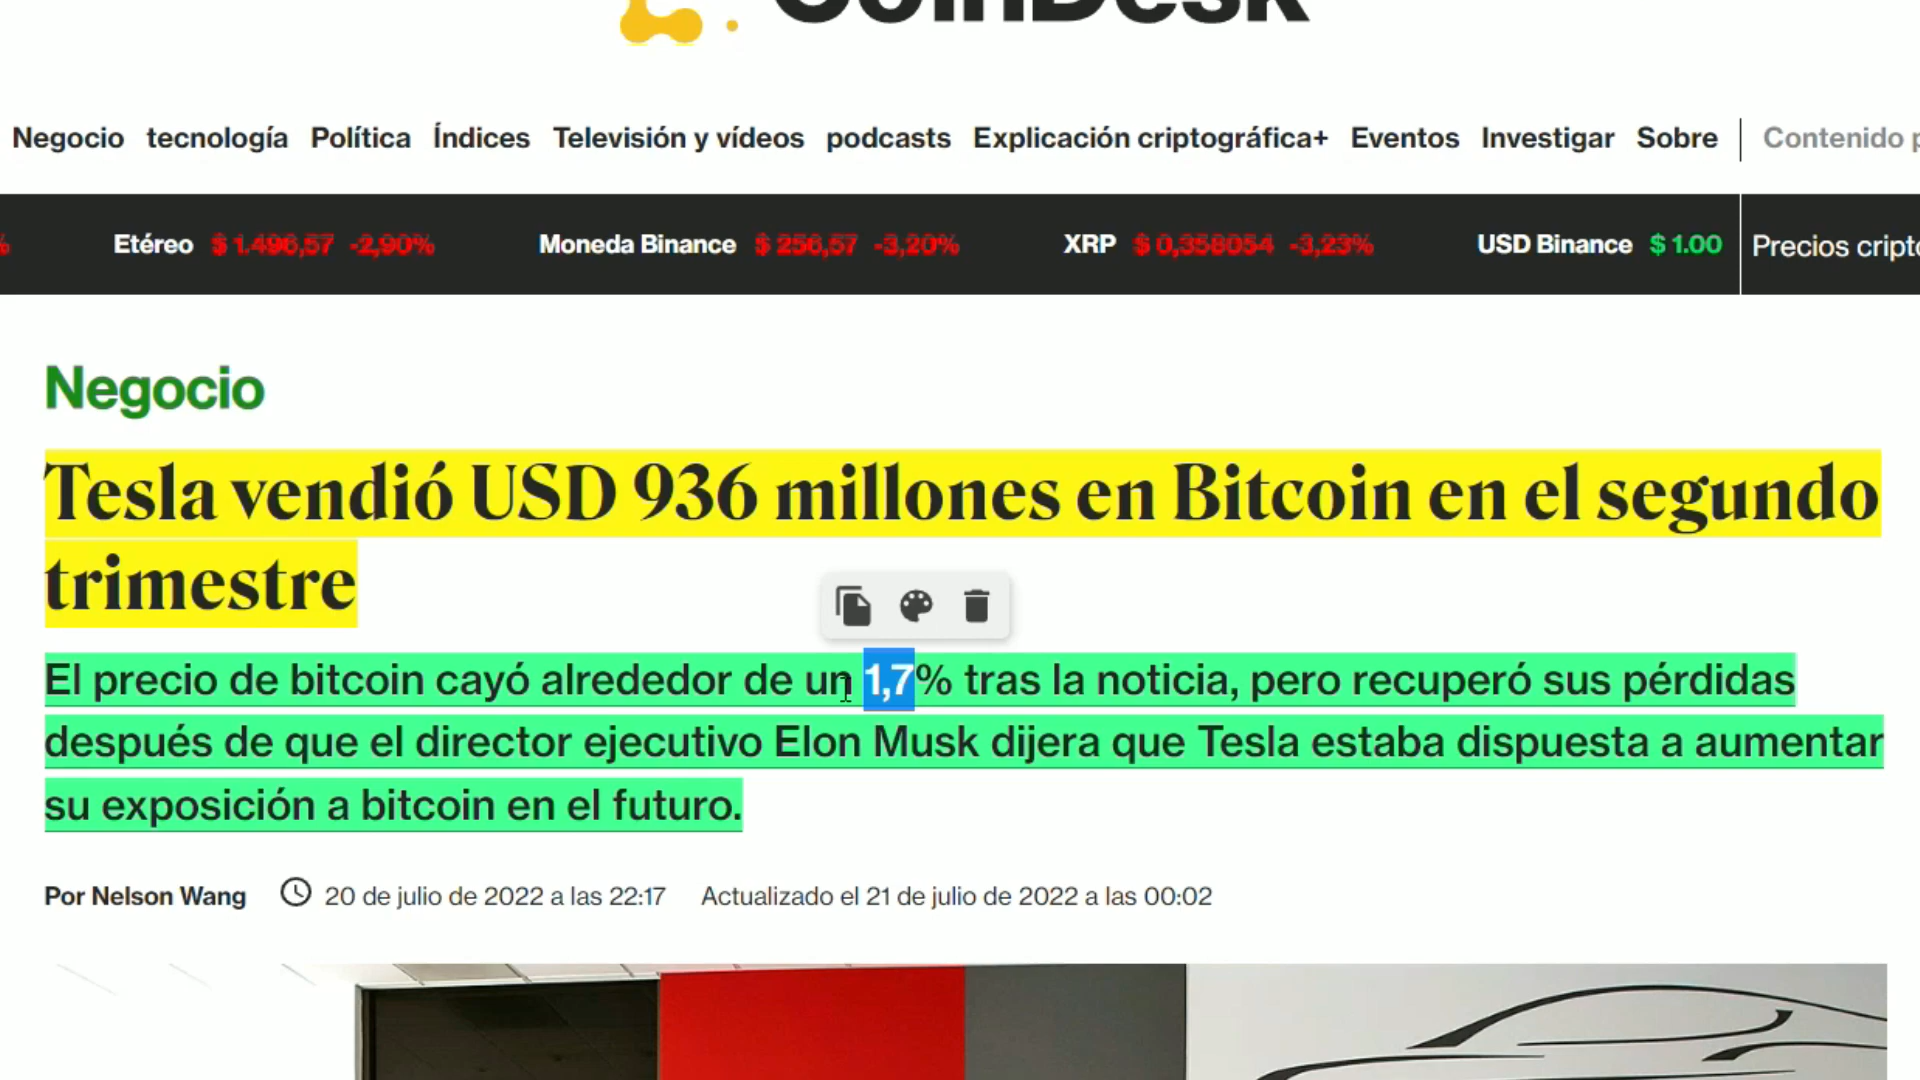 CoinDesk
Negocio tecnología Política Índices Televisión y vídeos podcasts Explicación criptográfica+ Eventos Investigar Sobre Contenido p
% Etéreo $ 1.496,57 -2,90% Moneda Binance $ 256,57 -3,20% XRP $ 0,358054 -3,23% USD Binance $ 1.00 Precios cripto
Negocio
Tesla vendió USD 936 millones en Bitcoin en el segundo
trimestre
El precio de bitcoin cayó alrededor de un 1,7% tras la noticia, pero recuperó sus pérdidas
después de que el director ejecutivo Elon Musk dijera que Tesla estaba dispuesta a aumentar
su exposición a bitcoin en el futuro.
Por Nelson Wang 20 de julio de 2022 a las 22:17 Actualizado el 21 de julio de 2022 a las 00:02